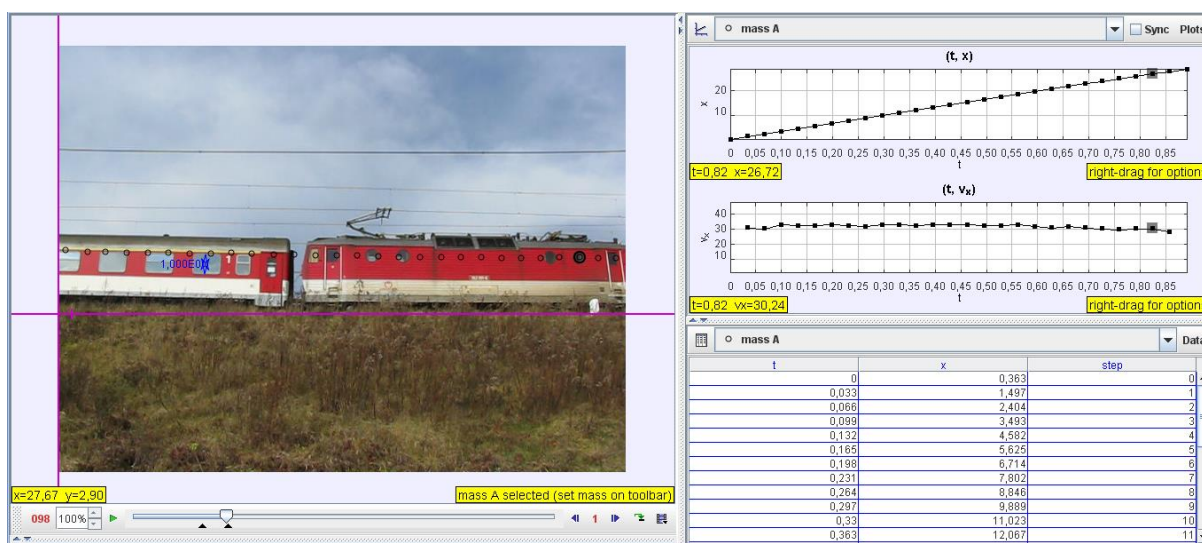 mass A
Sync Plots
(t, x)
20
10
x
0 0,05 0,10 0,15 0,20 0,25 0,30 0,35 0,40 0,45 0,50 0,55 0,60 0,65 0,70 0,75 0,80 0,85
t
t=0,82 x=26,72
right-drag for option
(t, vₓ)
40
30
20
10
vₓ
0 0,05 0,10 0,15 0,20 0,25 0,30 0,35 0,40 0,45 0,50 0,55 0,60 0,65 0,70 0,75 0,80 0,85
t
t=0,82 vx=30,24
right-drag for option
1
x=27,67 y=2,90
mass A selected (set mass on toolbar)
098 100% 1
mass A
Data
t x step
0 0,363 0
0,033 1,497 1
0,066 2,404 2
0,099 3,493 3
0,132 4,582 4
0,165 5,625 5
0,198 6,714 6
0,231 7,802 7
0,264 8,846 8
0,297 9,889 9
0,33 11,023 10
0,363 12,067 11